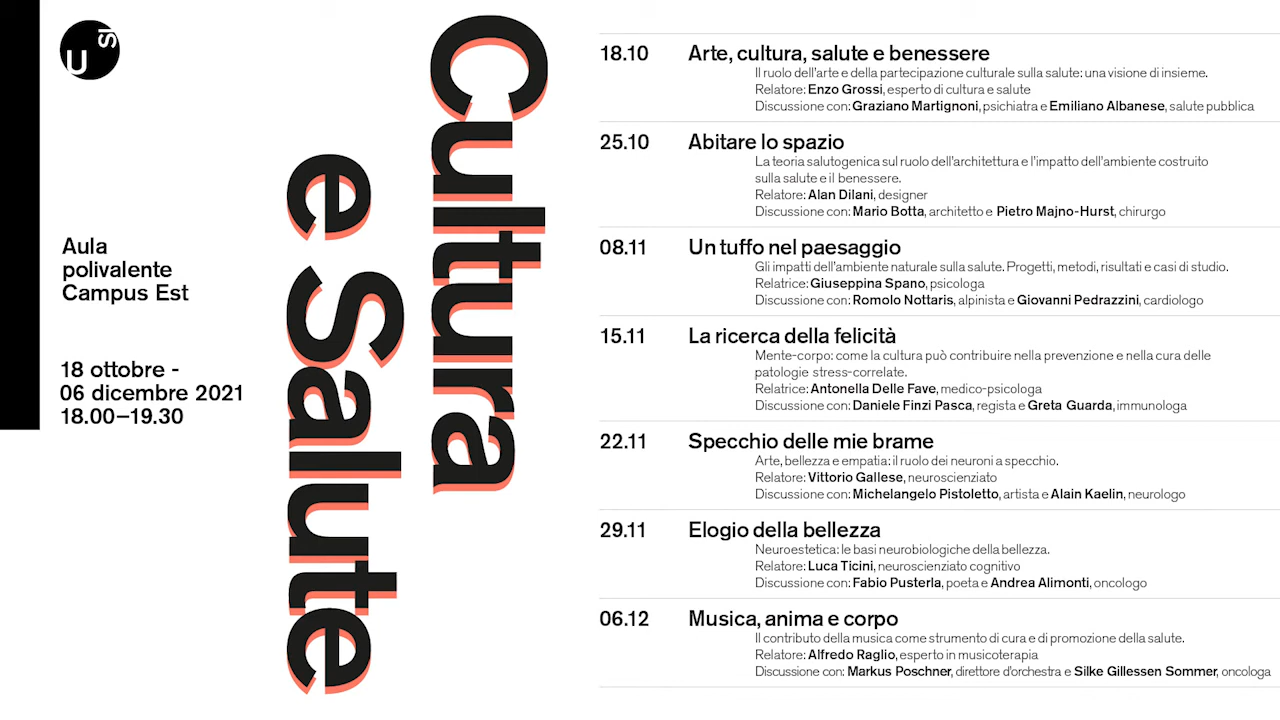 USI
Cultura
e Salute
Aula
polivalente
Campus Est
18 ottobre -
06 dicembre 2021
18.00–19.30
18.10 Arte, cultura, salute e benessere
Il ruolo dell'arte e della partecipazione culturale sulla salute: una visione di insieme.
Relatore: Enzo Grossi, esperto di cultura e salute
Discussione con: Graziano Martignoni, psichiatra e Emiliano Albanese, salute pubblica
25.10 Abitare lo spazio
La teoria salutogenica sul ruolo dell'architettura e l'impatto dell'ambiente costruito
sulla salute e il benessere.
Relatore: Alan Dilani, designer
Discussione con: Mario Botta, architetto e Pietro Majno-Hurst, chirurgo
08.11 Un tuffo nel paesaggio
Gli impatti dell'ambiente naturale sulla salute. Progetti, metodi, risultati e casi di studio.
Relatrice: Giuseppina Spano, psicologa
Discussione con: Romolo Nottaris, alpinista e Giovanni Pedrazzini, cardiologo
15.11 La ricerca della felicità
Mente-corpo: come la cultura può contribuire nella prevenzione e nella cura delle
patologie stress-correlate.
Relatrice: Antonella Delle Fave, medico-psicologa
Discussione con: Daniele Finzi Pasca, regista e Greta Guarda, immunologa
22.11 Specchio delle mie brame
Arte, bellezza e empatia: il ruolo dei neuroni a specchio.
Relatore: Vittorio Gallese, neuroscienziato
Discussione con: Michelangelo Pistoletto, artista e Alain Kaelin, neurologo
29.11 Elogio della bellezza
Neuroestetica: le basi neurobiologiche della bellezza.
Relatore: Luca Ticini, neuroscienziato cognitivo
Discussione con: Fabio Pusterla, poeta e Andrea Alimonti, oncologo
06.12 Musica, anima e corpo
Il contributo della musica come strumento di cura e di promozione della salute.
Relatore: Alfredo Raglio, esperto in musicoterapia
Discussione con: Markus Poschner, direttore d'orchestra e Silke Gillessen Sommer, oncologa